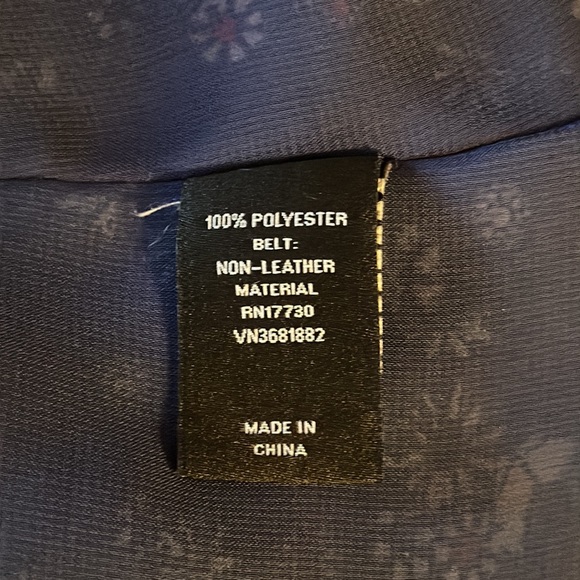 100% POLYESTER
BELT:
NON-LEATHER
MATERIAL
RN17730
VN3681882
MADE IN
CHINA